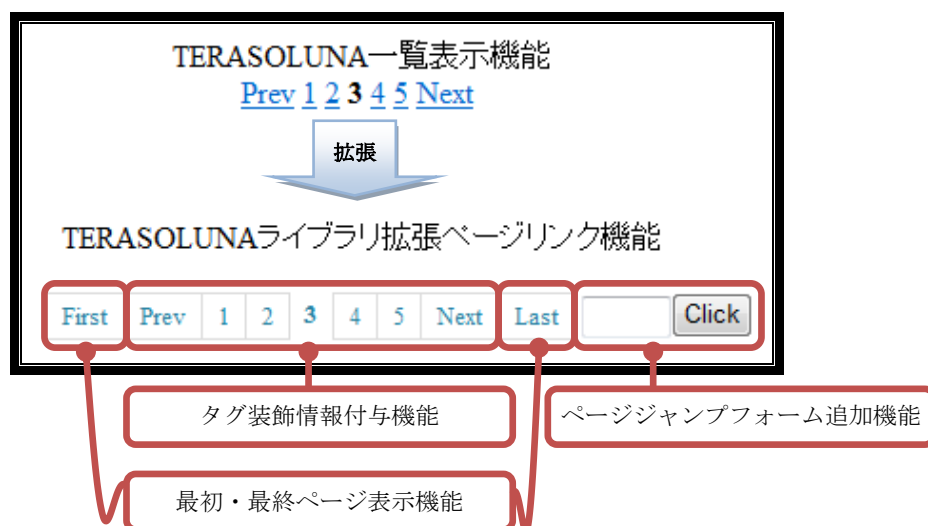 TERASOLUNA一覧表示機能
Prev 1 2 3 4 5 Next
拡張
TERASOLUNAライブラリ拡張ページリンク機能
First Prev 1 2 3 4 5 Next Last Click
タグ装飾情報付与機能
ページジャンプフォーム追加機能
最初・最終ページ表示機能